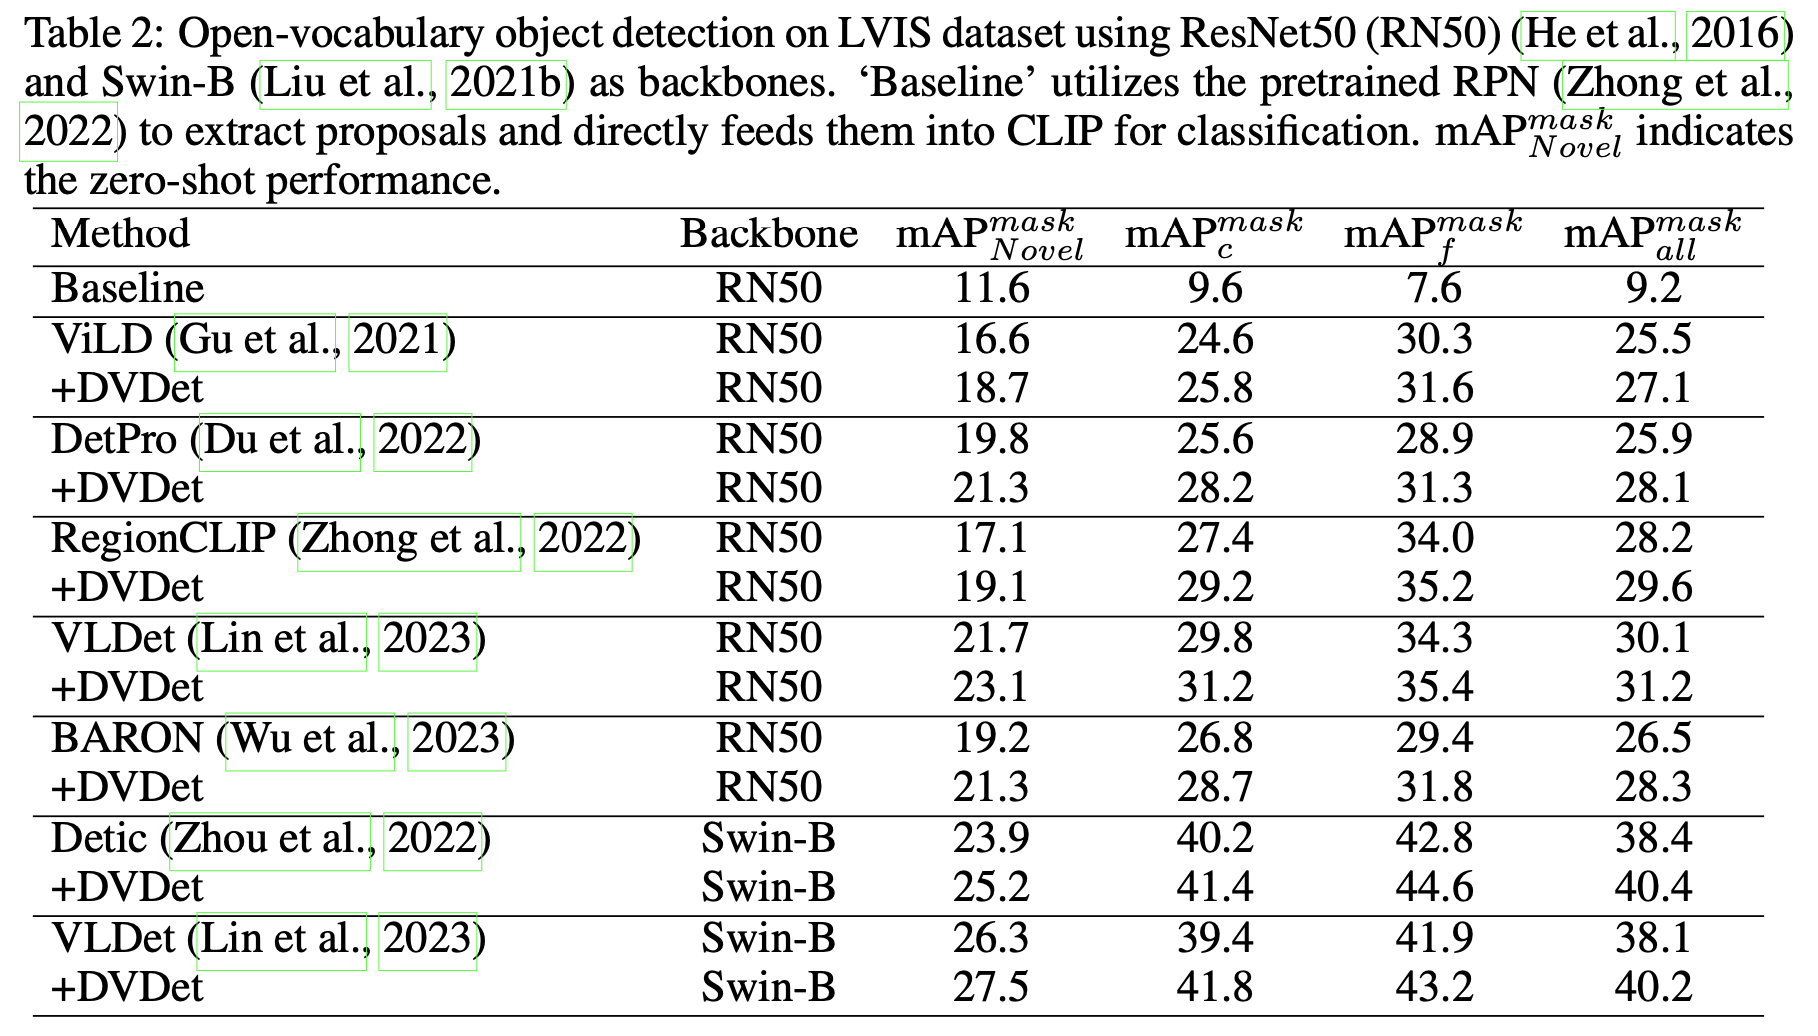 Table 2: Open-vocabulary object detection on LVIS dataset using ResNet50 (RN50) (He et al., 2016)
and Swin-B (Liu et al., 2021b) as backbones. ‘Baseline’ utilizes the pretrained RPN (Zhong et al.,
2022) to extract proposals and directly feeds them into CLIP for classification. mAP^{mask}_{Novel} indicates
the zero-shot performance.
Method Backbone mAP^{mask}_{Novel} mAP^{mask}_{c} mAP^{mask}_{f} mAP^{mask}_{all}
Baseline RN50 11.6 9.6 7.6 9.2
ViLD (Gu et al., 2021) RN50 16.6 24.6 30.3 25.5
+DVDet RN50 18.7 25.8 31.6 27.1
DetPro (Du et al., 2022) RN50 19.8 25.6 28.9 25.9
+DVDet RN50 21.3 28.2 31.3 28.1
RegionCLIP (Zhong et al., 2022) RN50 17.1 27.4 34.0 28.2
+DVDet RN50 19.1 29.2 35.2 29.6
VLDet (Lin et al., 2023) RN50 21.7 29.8 34.3 30.1
+DVDet RN50 23.1 31.2 35.4 31.2
BARON (Wu et al., 2023) RN50 19.2 26.8 29.4 26.5
+DVDet RN50 21.3 28.7 31.8 28.3
Detic (Zhou et al., 2022) Swin-B 23.9 40.2 42.8 38.4
+DVDet Swin-B 25.2 41.4 44.6 40.4
VLDet (Lin et al., 2023) Swin-B 26.3 39.4 41.9 38.1
+DVDet Swin-B 27.5 41.8 43.2 40.2